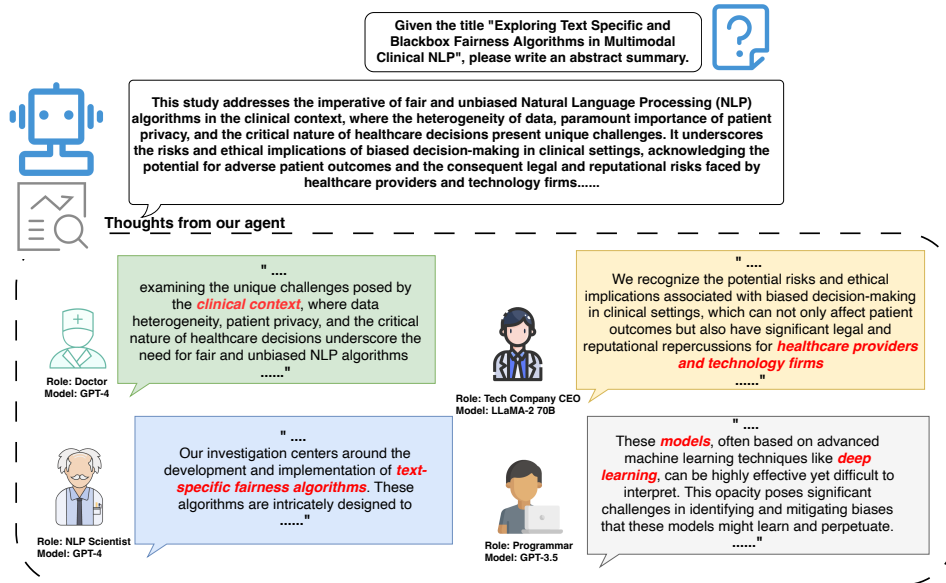 Given the title "Exploring Text Specific and
Blackbox Fairness Algorithms in Multimodal
Clinical NLP", please write an abstract summary.
This study addresses the imperative of fair and unbiased Natural Language Processing (NLP)
algorithms in the clinical context, where the heterogeneity of data, paramount importance of patient
privacy, and the critical nature of healthcare decisions present unique challenges. It underscores
the risks and ethical implications of biased decision-making in clinical settings, acknowledging the
potential for adverse patient outcomes and the consequent legal and reputational risks faced by
healthcare providers and technology firms......
Thoughts from our agent
" ....
examining the unique challenges posed by
the clinical context, where data
heterogeneity, patient privacy, and the critical
nature of healthcare decisions underscore the
need for fair and unbiased NLP algorithms
......"
Role: Doctor
Model: GPT-4
" ....
We recognize the potential risks and ethical
implications associated with biased decision-making
in clinical settings, which can not only affect patient
outcomes but also have significant legal and
reputational repercussions for healthcare providers
and technology firms
......"
Role: Tech Company CEO
Model: LLaMA-2 70B
" ....
Our investigation centers around the
development and implementation of text-
specific fairness algorithms. These
algorithms are intricately designed to
......"
Role: NLP Scientist
Model: GPT-4
" ....
These models, often based on advanced
machine learning techniques like deep
learning, can be highly effective yet difficult to
interpret. This opacity poses significant
challenges in identifying and mitigating biases
that these models might learn and perpetuate.
......"
Role: Programmar
Model: GPT-3.5